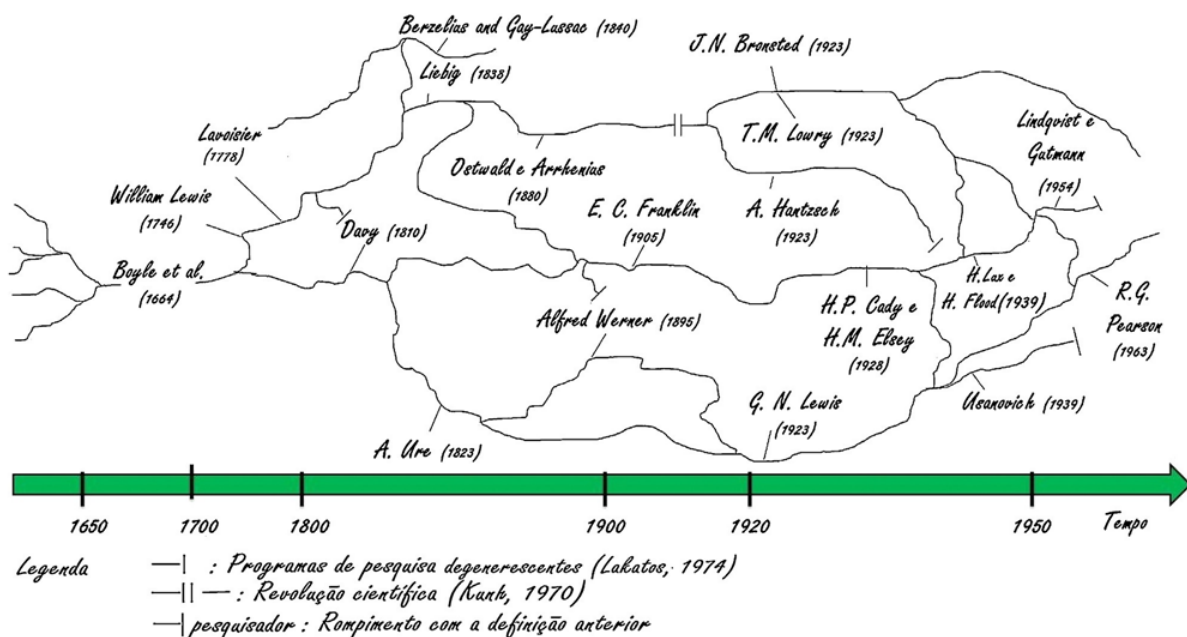 Berzelius and Gay-Lussac (1840)
J.N. Bronsted (1923)
Liebig (1838)
Lavoisier
(1778)
T.M. Lowry (1923)
Lindqvist e
Gutmann
(1954)
William Lewis
(1746)
Ostwald e Arrhenius
(1880)
E. C. Franklin
(1905)
A. Hantzsch
(1923)
Davy (1810)
Boyle et al.
(1664)
H.Lux e
H. Flood(1939)
Alfred Werner (1895)
H.P. Cady e
H.M. Elsey
(1928)
R.G.
Pearson
(1963)
G. N. Lewis
(1923)
Usanovich (1939)
A. Ure (1823)
1650 1700 1800 1900 1920 1950 Tempo
Legenda
: Programas de pesquisa degenerescentes (Lakatos, 1974)
: Revolução científica (Kunh, 1970)
pesquisador : Rompimento com a definição anterior